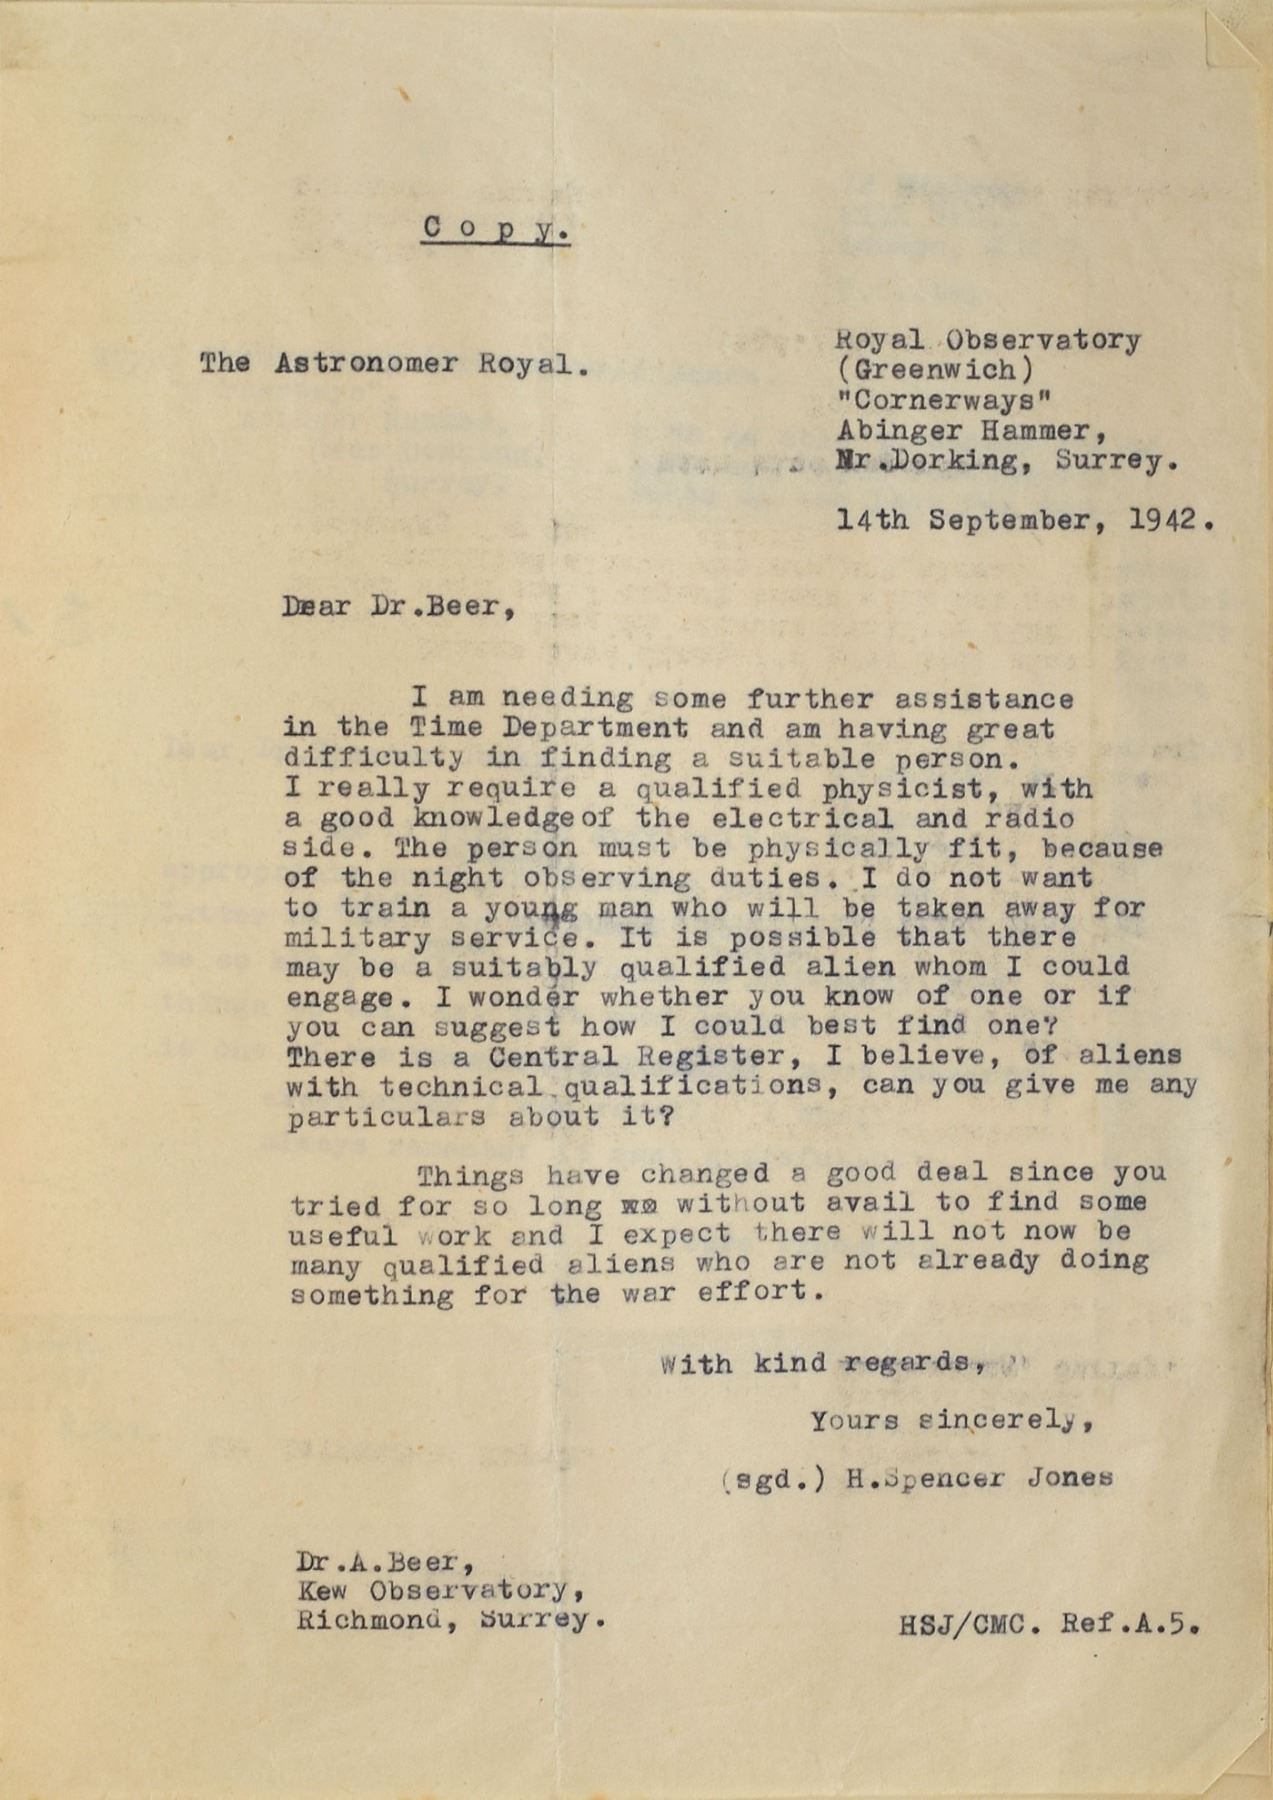 C o p y.
The Astronomer Royal.
Royal Observatory
(Greenwich)
"Cornerways"
Abinger Hammer,
Nr.Dorking, Surrey.
14th September, 1942.
Dear Dr.Beer,
I am needing some further assistance
in the Time Department and am having great
difficulty in finding a suitable person.
I really require a qualified physicist, with
a good knowledge of the electrical and radio
side. The person must be physically fit, because
of the night observing duties. I do not want
to train a young man who will be taken away for
military service. It is possible that there
may be a suitably qualified alien whom I could
engage. I wonder whether you know of one or if
you can suggest how I could best find one?
There is a Central Register, I believe, of aliens
with technical qualifications, can you give me any
particulars about it?
Things have changed a good deal since you
tried for so long without avail to find some
useful work and I expect there will not now be
many qualified aliens who are not already doing
something for the war effort.
With kind regards,
Yours sincerely,
(sgd.) H.Spencer Jones
Dr.A.Beer,
Kew Observatory,
Richmond, Surrey.
HSJ/CMC. Ref.A.5.